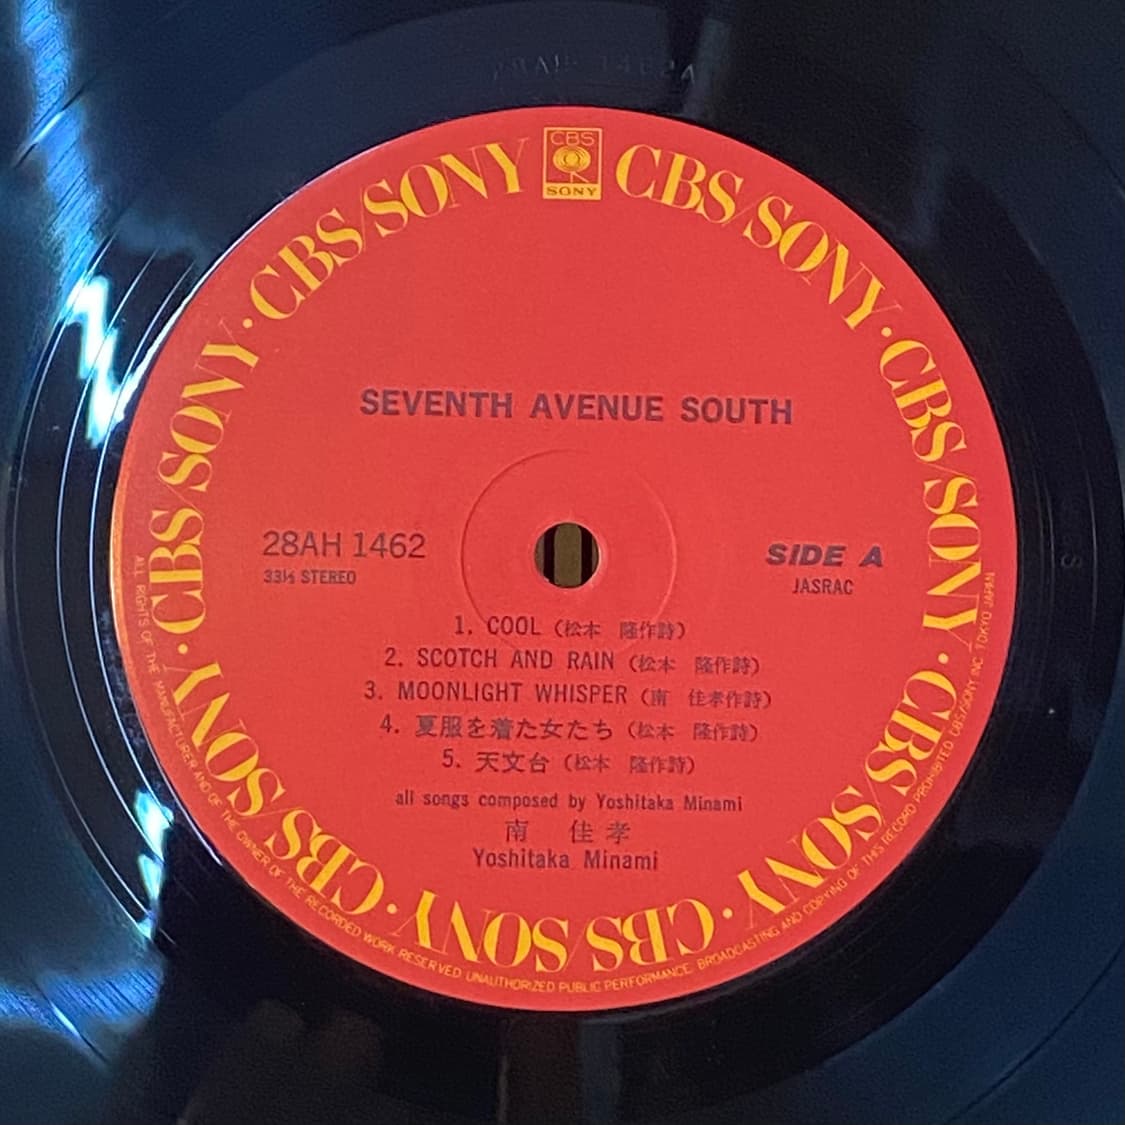 28AH 1462A
CBS
SONY
CBS/SONY · CBS/SONY · CBS/SONY · CBS/SONY · CBS/SONY · CBS/SONY · CBS/SONY · CBS/SONY · CBS/SONY
SEVENTH AVENUE SOUTH
28AH 1462
33⅓ STEREO
SIDE A
JASRAC
1. COOL (松本 隆作詩)
2. SCOTCH AND RAIN (松本 隆作詩)
3. MOONLIGHT WHISPER (南 佳孝作詩)
4. 夏服を着た女たち (松本 隆作詩)
5. 天文台 (松本 隆作詩)
all songs composed by Yoshitaka Minami
南 佳孝
Yoshitaka Minami
ALL RIGHTS OF THE MANUFACTURER AND OF THE OWNER OF THE RECORDED WORK RESERVED UNAUTHORIZED PUBLIC PERFORMANCE BROADCASTING AND COPYING OF THIS RECORD PROHIBITED CBS/SONY INC. TOKYO JAPAN